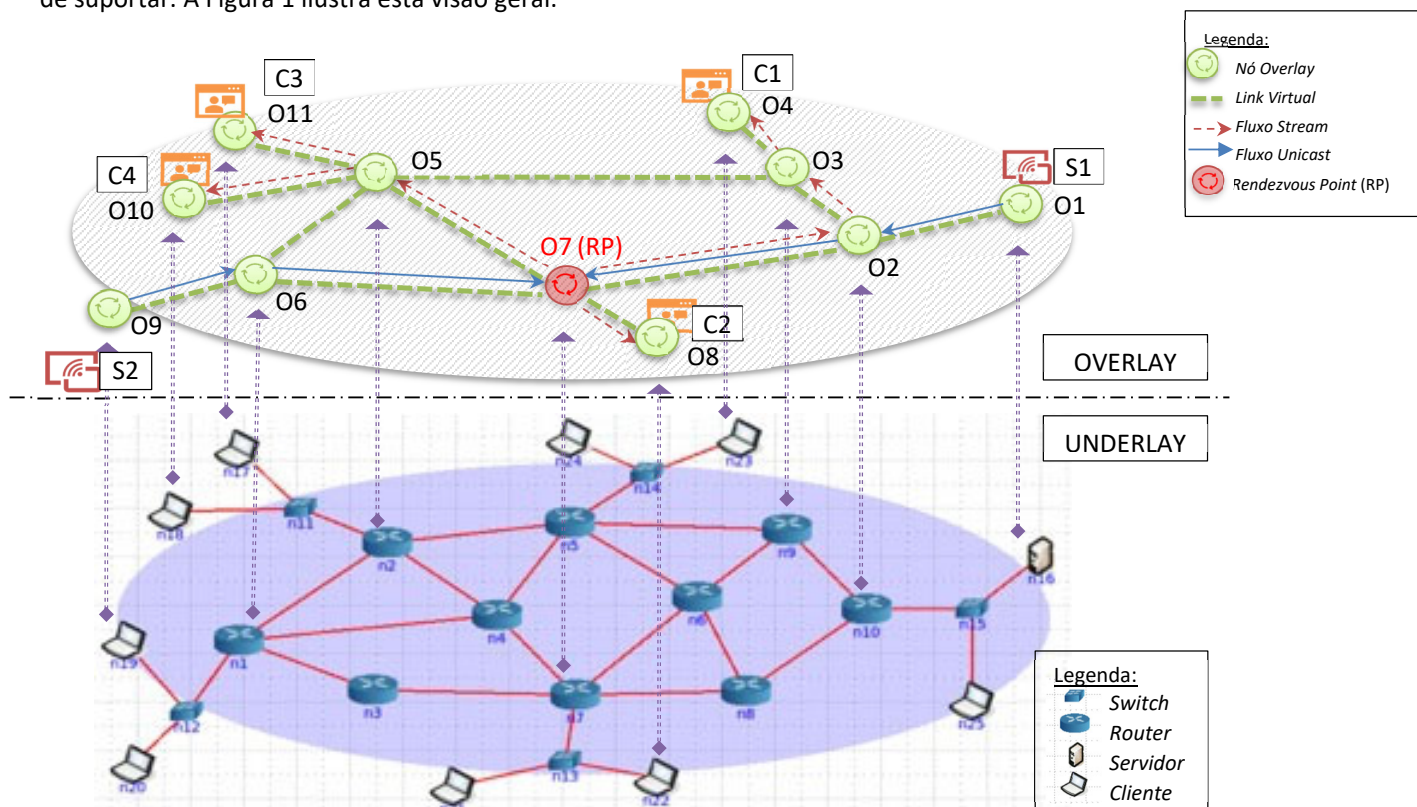 de suportar. A Figura 1 ilustra esta visão geral.
Legenda:
Nó Overlay
Link Virtual
Fluxo Stream
Fluxo Unicast
Rendezvous Point (RP)
C3
O11
C1
O4
C4
O10
O5
O3
S1
O1
O7 (RP)
O2
O6
O9
C2
O8
S2
OVERLAY
UNDERLAY
n17
n24
n23
n14
n18
n11
n2
n5
n9
n16
n4
n6
n10
n15
n19
n1
n3
n7
n8
n25
n12
n13
n20
n22
Legenda:
Switch
Router
Servidor
Cliente